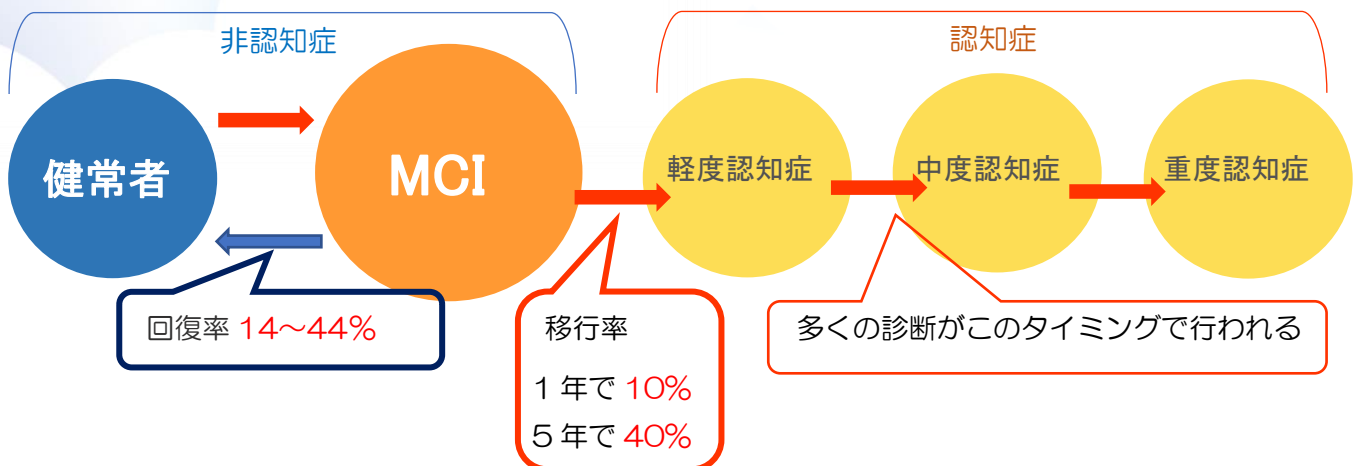 非認知症
認知症
健常者
MCI
軽度認知症
中度認知症
重度認知症
回復率 14～44%
移行率
1 年で 10%
5 年で 40%
多くの診断がこのタイミングで行われる